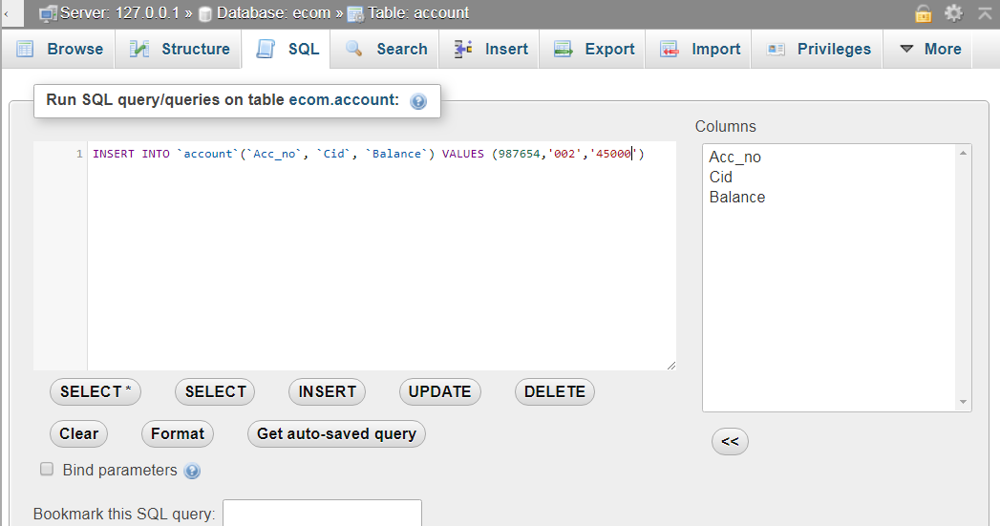 Server: 127.0.0.1 » Database: ecom » Table: account
Browse Structure SQL Search Insert Export Import Privileges More
Run SQL query/queries on table ecom.account:
Columns
1 INSERT INTO `account`(`Acc_no`, `Cid`, `Balance`) VALUES (987654,'002','45000')
Acc_no
Cid
Balance
SELECT * SELECT INSERT UPDATE DELETE
Clear Format Get auto-saved query
<<
Bind parameters
Bookmark this SQL query: